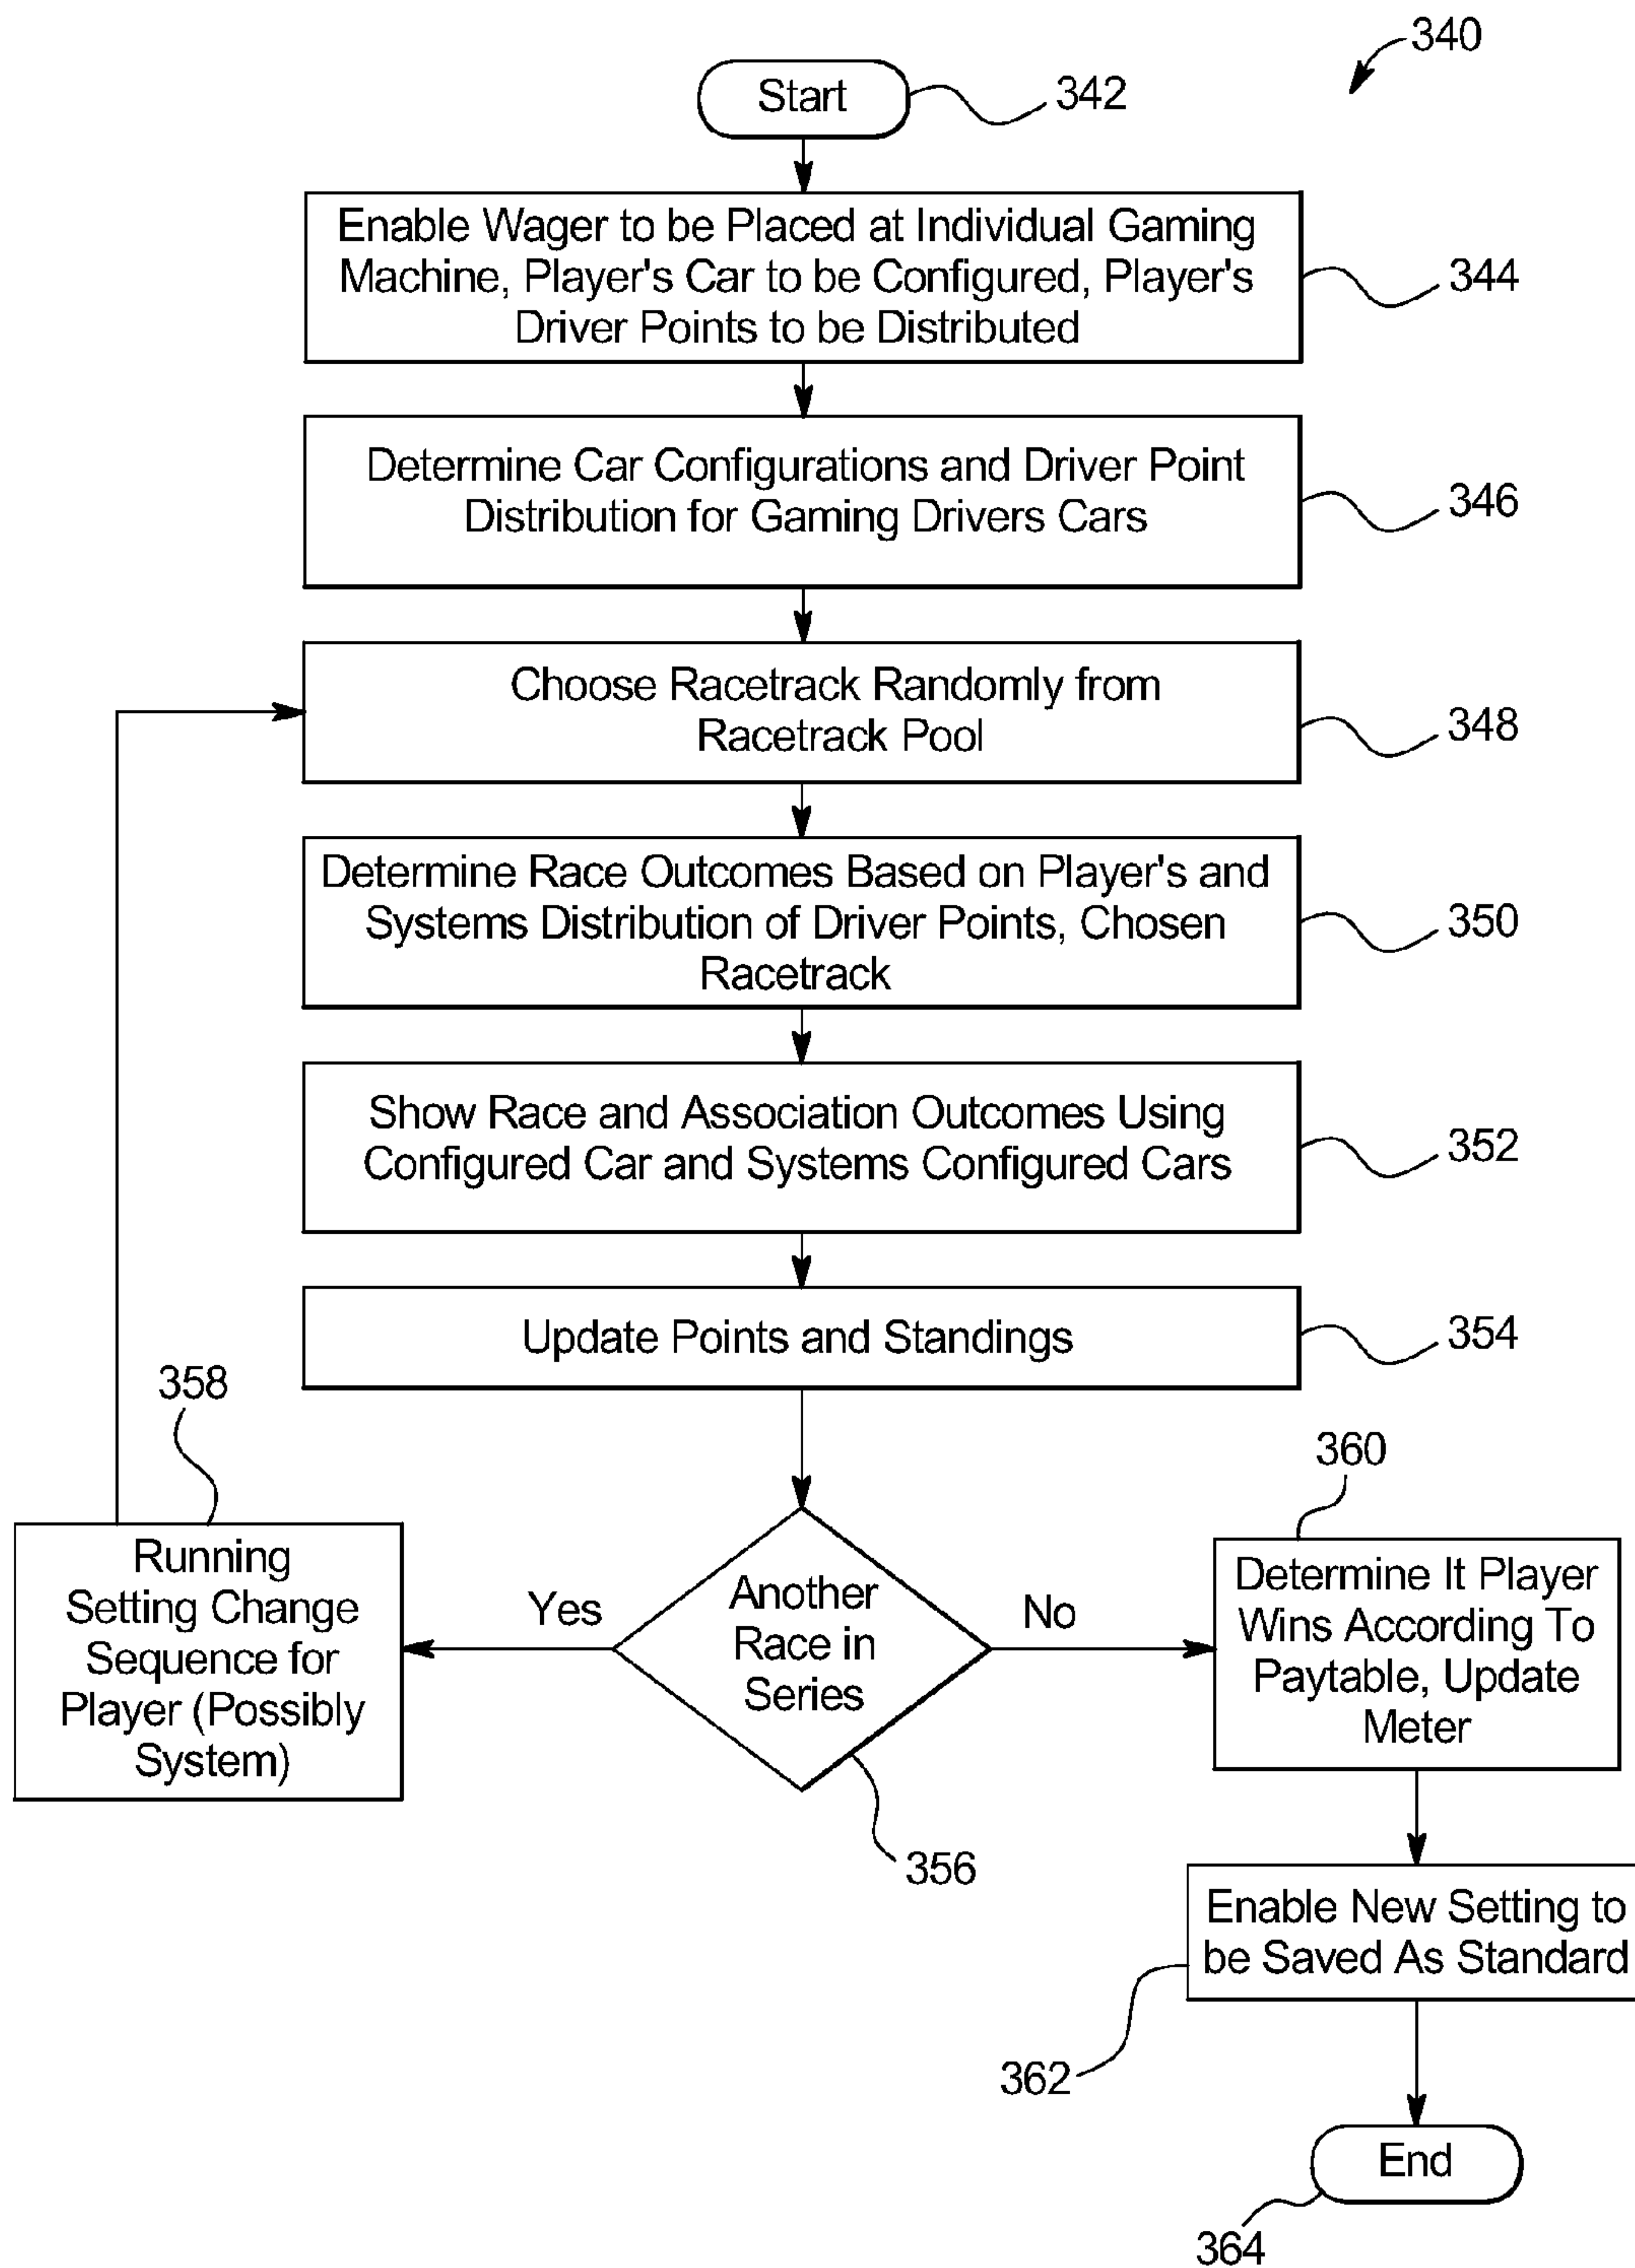 340
Start
342
Enable Wager to be Placed at Individual Gaming
Machine, Player's Car to be Configured, Player's
Driver Points to be Distributed
344
Determine Car Configurations and Driver Point
Distribution for Gaming Drivers Cars
346
Choose Racetrack Randomly from
Racetrack Pool
348
Determine Race Outcomes Based on Player's and
Systems Distribution of Driver Points, Chosen
Racetrack
350
Show Race and Association Outcomes Using
Configured Car and Systems Configured Cars
352
Update Points and Standings
354
358
Running
Setting Change
Sequence for
Player (Possibly
System)
Yes
Another
Race in
Series
356
No
360
Determine It Player
Wins According To
Paytable, Update
Meter
Enable New Setting to
be Saved As Standard
362
End
364